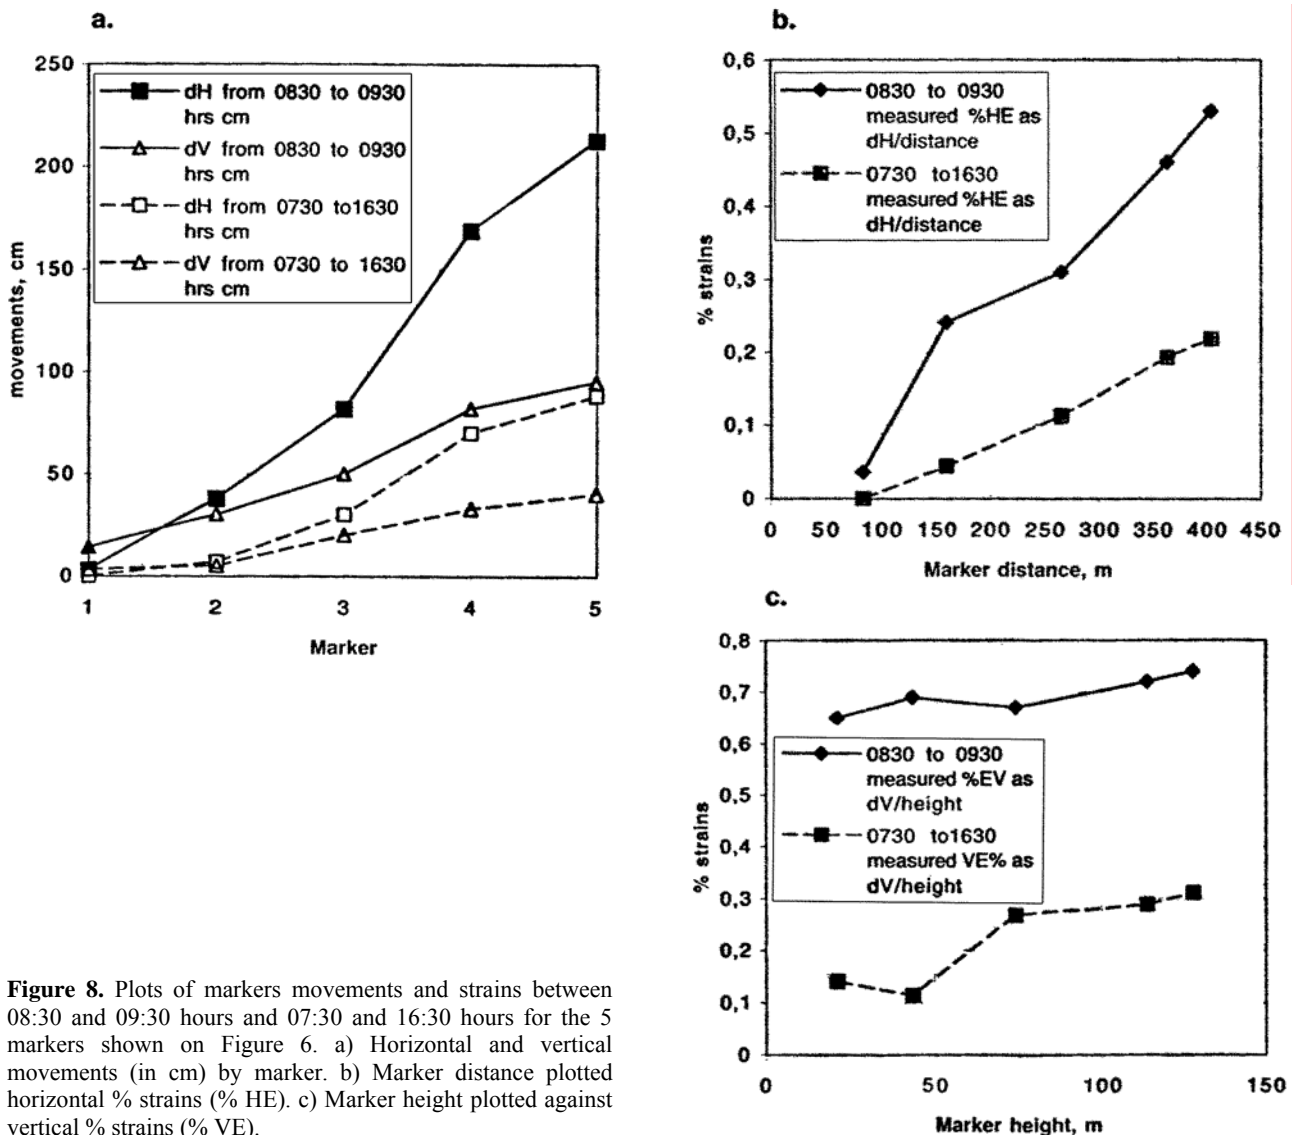 a.
250
200
150
100
50
0
movements, cm
dH from 0830 to 0930
hrs cm
dV from 0830 to 0930
hrs cm
dH from 0730 to1630
hrs cm
dV from 0730 to 1630
hrs cm
1 2 3 4 5
Marker
b.
0,6
0,5
0,4
0,3
0,2
0,1
0
% strains
0830 to 0930
measured %HE as
dH/distance
0730 to1630
measured %HE as
dH/distance
0 50 100 150 200 250 300 350 400 450
Marker distance, m
c.
0,8
0,7
0,6
0,5
0,4
0,3
0,2
0,1
0
% strains
0830 to 0930
measured %EV as
dV/height
0730 to1630
measured VE% as
dV/height
0 50 100 150
Marker height, m
Figure 8. Plots of markers movements and strains between
08:30 and 09:30 hours and 07:30 and 16:30 hours for the 5
markers shown on Figure 6. a) Horizontal and vertical
movements (in cm) by marker. b) Marker distance plotted
horizontal % strains (% HE). c) Marker height plotted against
vertical % strains (% VE).